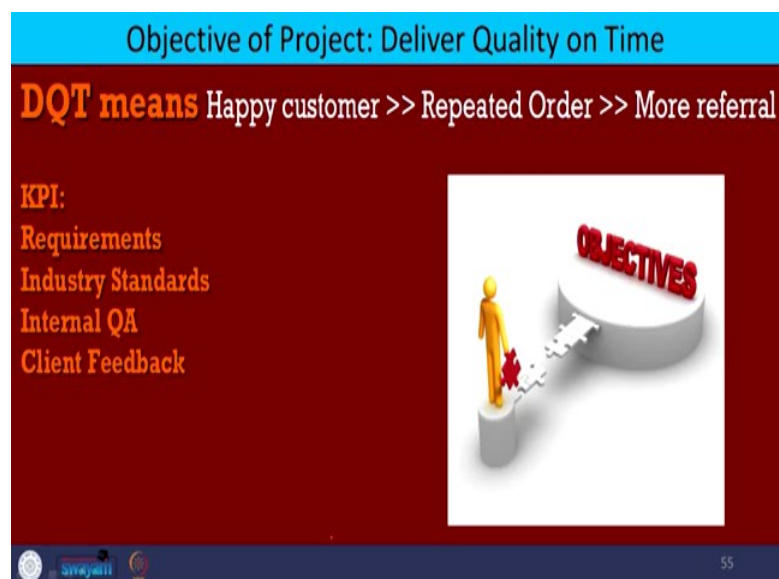 Objective of Project: Deliver Quality on Time
DQT means Happy customer >> Repeated Order >> More referral
KPI:
Requirements
Industry Standards
Internal QA
Client Feedback
OBJECTIVES
swayam
55